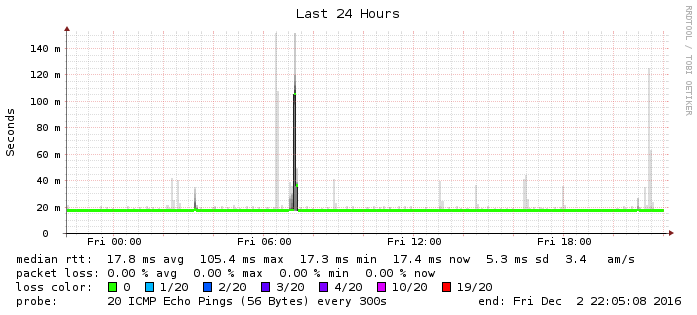 Last 24 Hours
RRDTOOL / TOBI OETIKER
Seconds
140 m
120 m
100 m
80 m
60 m
40 m
20 m
0
Fri 00:00 Fri 06:00 Fri 12:00 Fri 18:00
median rtt: 17.8 ms avg 105.4 ms max 17.3 ms min 17.4 ms now 5.3 ms sd 3.4 am/s
packet loss: 0.00 % avg 0.00 % max 0.00 % min 0.00 % now
loss color: 0 1/20 2/20 3/20 4/20 10/20 19/20
probe: 20 ICMP Echo Pings (56 Bytes) every 300s end: Fri Dec 2 22:05:08 2016